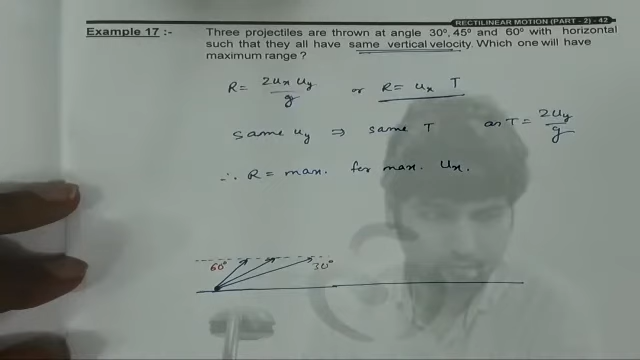 RECTILINEAR MOTION (PART - 2) - 42
Example 17 :- Three projectiles are thrown at angle 30°, 45° and 60° with horizontal
such that they all have same vertical velocity. Which one will have
maximum range ?
R = 2ux uy / g or R = ux T
Same uy ⇒ same T as T = 2uy / g
∴ R = max. for max. ux.
60° 30°